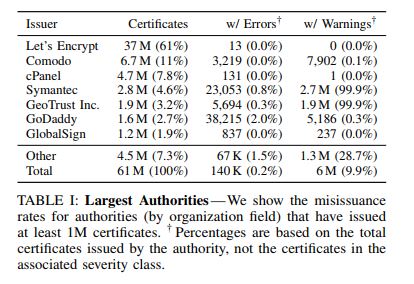 Issuer Certificates w/ Errors† w/ Warnings†
Let's Encrypt 37 M (61%) 13 (0.0%) 0 (0.0%)
Comodo 6.7 M (11%) 3,219 (0.0%) 7,902 (0.1%)
cPanel 4.7 M (7.8%) 131 (0.0%) 1 (0.0%)
Symantec 2.8 M (4.6%) 23,053 (0.8%) 2.7 M (99.9%)
GeoTrust Inc. 1.9 M (3.2%) 5,694 (0.3%) 1.9 M (99.9%)
GoDaddy 1.6 M (2.7%) 38,215 (2.0%) 5,186 (0.3%)
GlobalSign 1.2 M (1.9%) 837 (0.0%) 237 (0.0%)
Other 4.5 M (7.3%) 67 K (1.5%) 1.3 M (28.7%)
Total 61 M (100%) 140 K (0.2%) 6 M (9.9%)
TABLE I: Largest Authorities—We show the misissuance
rates for authorities (by organization field) that have issued
at least 1M certificates. † Percentages are based on the total
certificates issued by the authority, not the certificates in the
associated severity class.